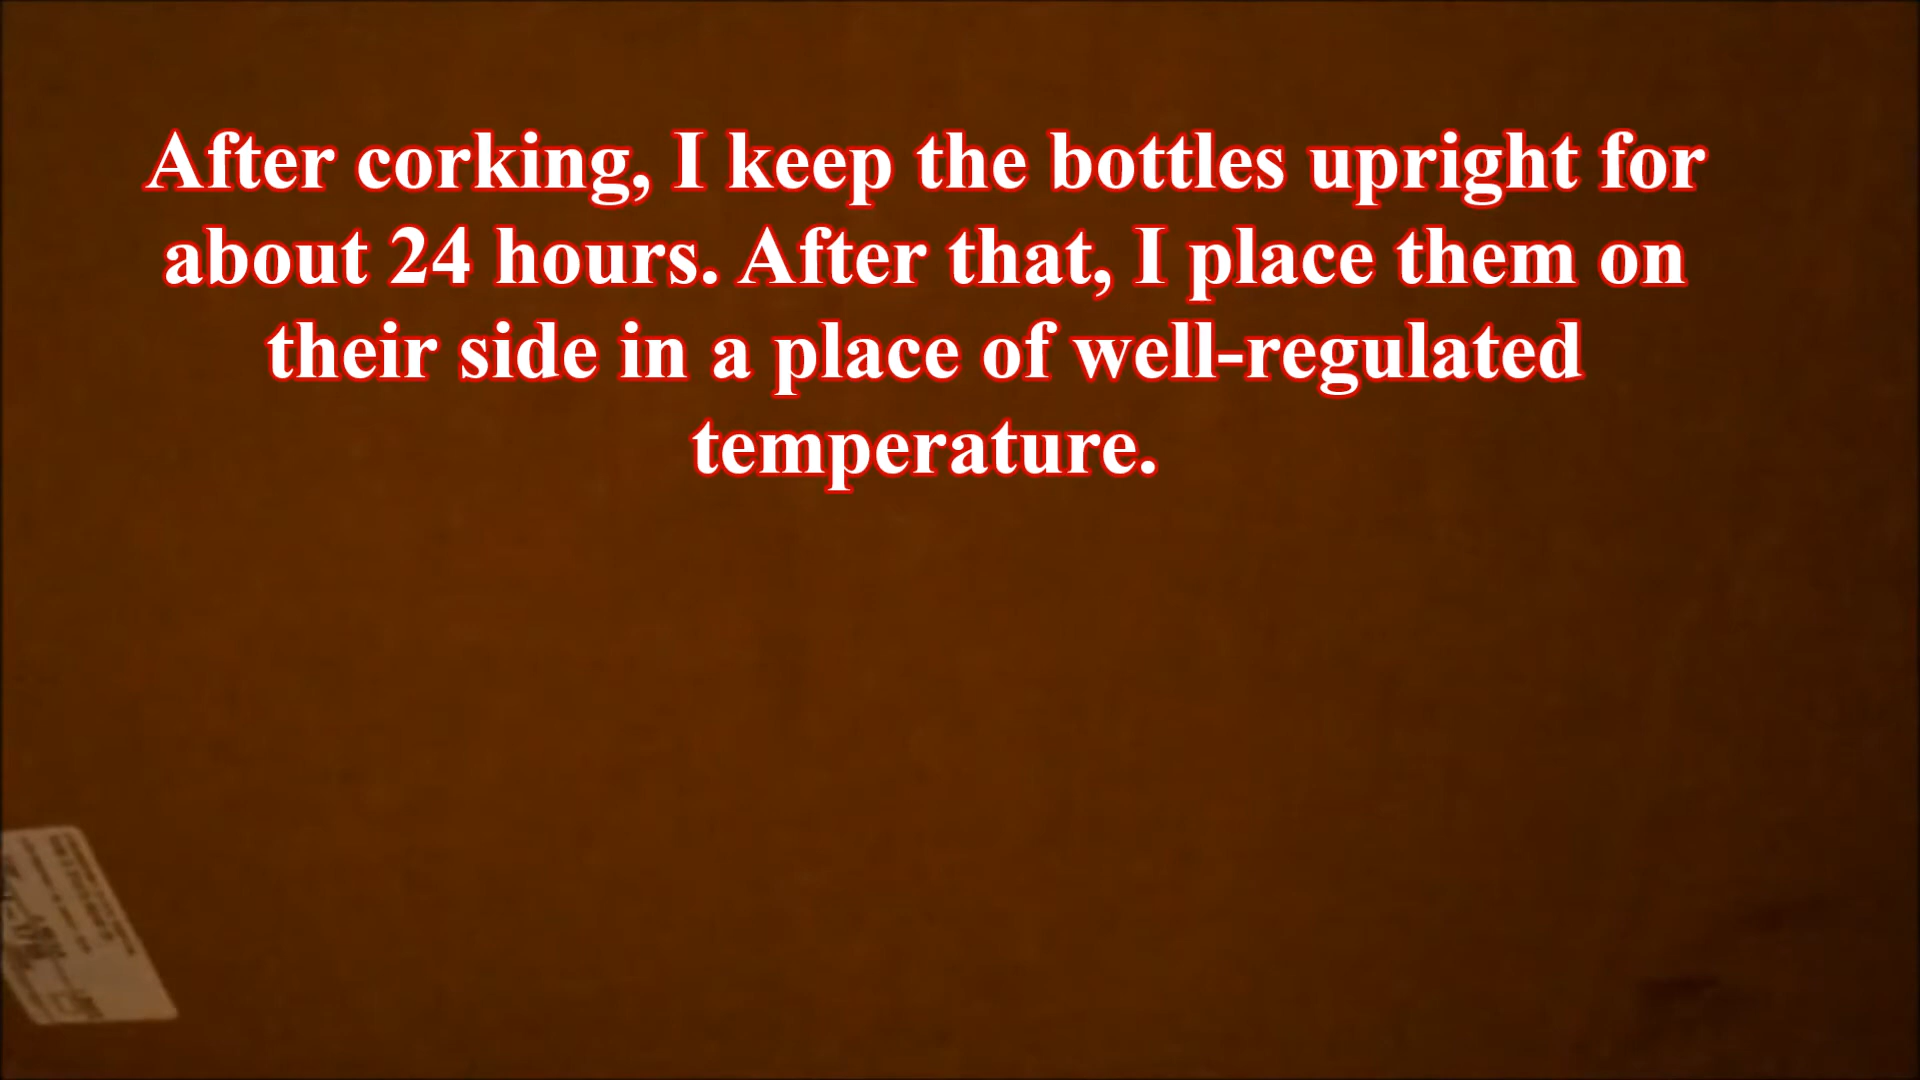 After corking, I keep the bottles upright for
about 24 hours. After that, I place them on
their side in a place of well-regulated
temperature.